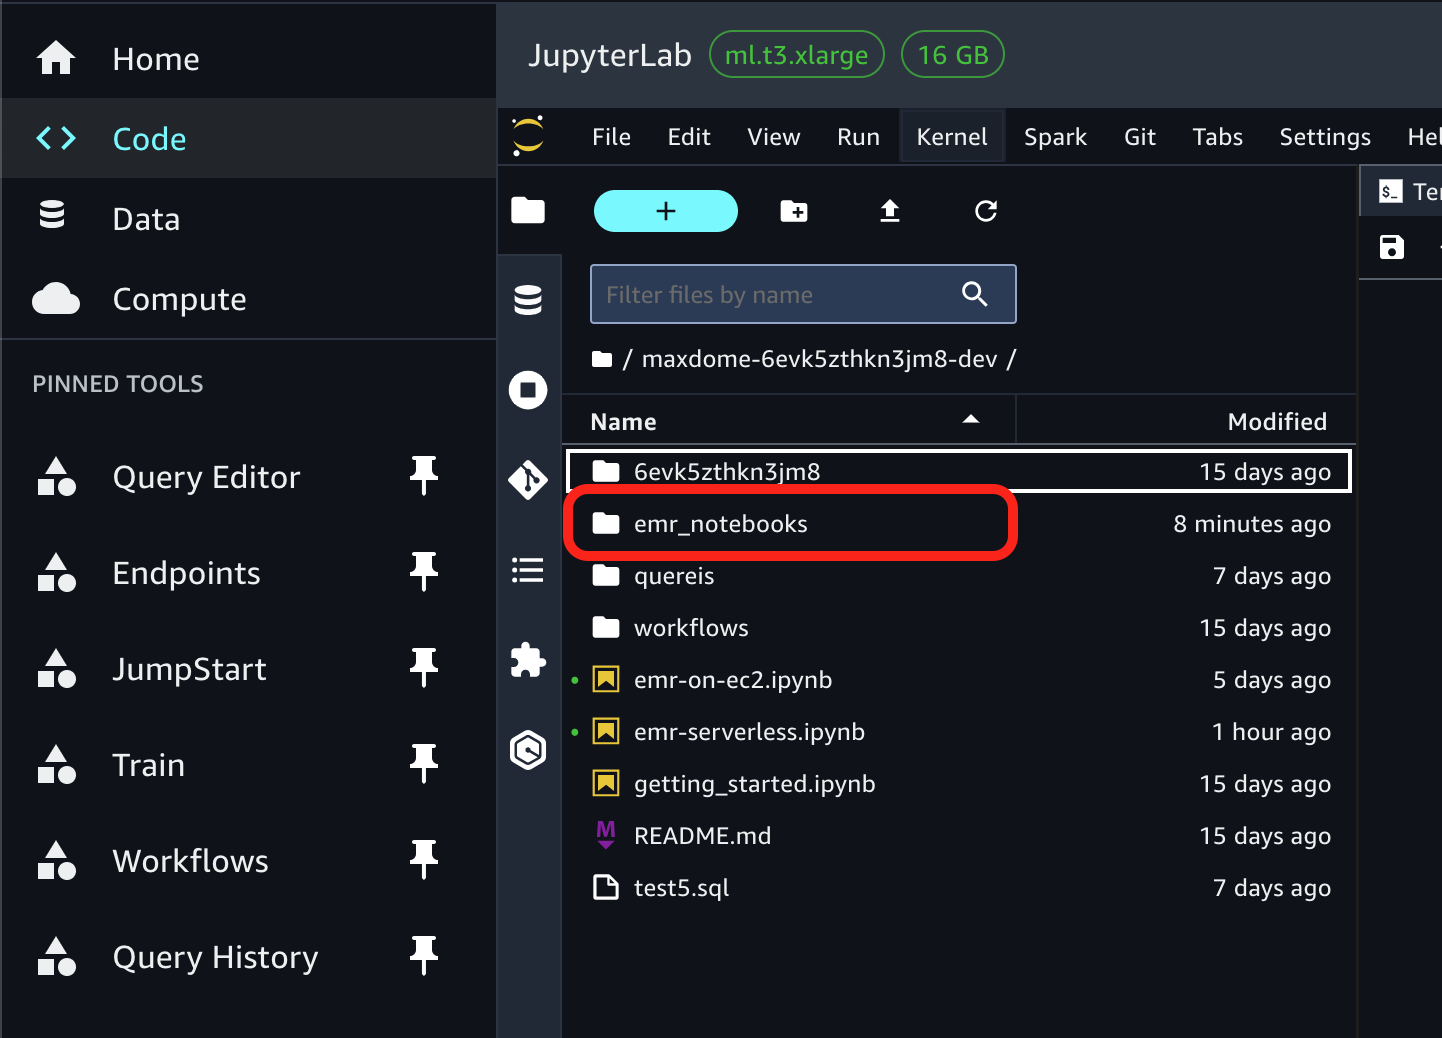 Home
Code
Data
Compute
PINNED TOOLS
Query Editor
Endpoints
JumpStart
Train
Workflows
Query History
JupyterLab ml.t3.xlarge 16 GB
File Edit View Run Kernel Spark Git Tabs Settings Hel
$_ Ter
+
Filter files by name
/ maxdome-6evk5zthkn3jm8-dev /
Name Modified
6evk5zthkn3jm8 15 days ago
emr_notebooks 8 minutes ago
quereis 7 days ago
workflows 15 days ago
emr-on-ec2.ipynb 5 days ago
emr-serverless.ipynb 1 hour ago
getting_started.ipynb 15 days ago
M README.md 15 days ago
test5.sql 7 days ago